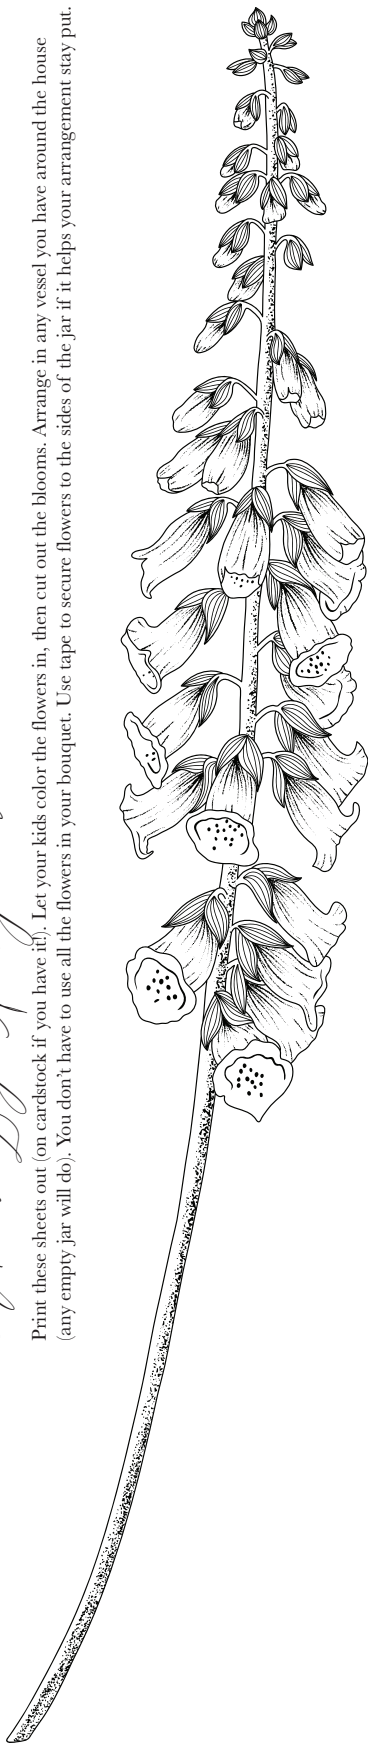 Print these sheets out (on cardstock if you have it!). Let your kids color the flowers in, then cut out the blooms. Arrange in any vessel you have around the house
(any empty jar will do). You don't have to use all the flowers in your bouquet. Use tape to secure flowers to the sides of the jar if it helps your arrangement stay put.